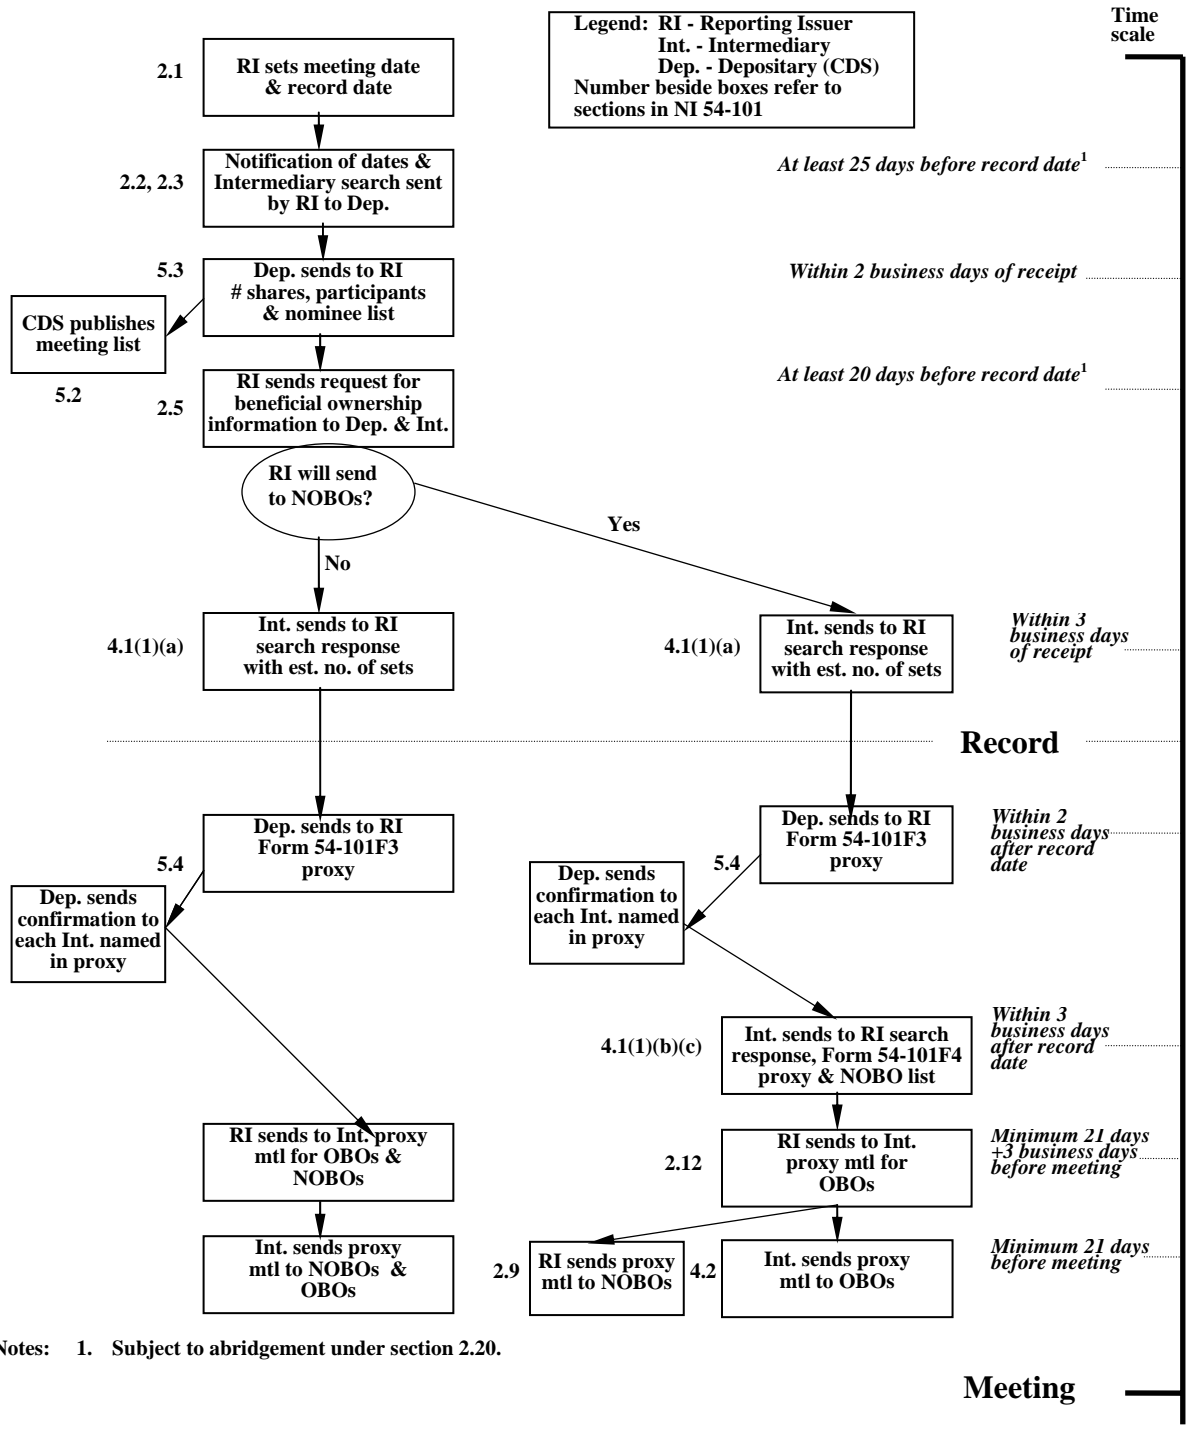 Time
scale
Legend: RI - Reporting Issuer
Int. - Intermediary
Dep. - Depositary (CDS)
Number beside boxes refer to
sections in NI 54-101
2.1
RI sets meeting date
& record date
2.2, 2.3
Notification of dates &
Intermediary search sent
by RI to Dep.
At least 25 days before record date1
5.3
Dep. sends to RI
# shares, participants
& nominee list
Within 2 business days of receipt
CDS publishes
meeting list
5.2
2.5
RI sends request for
beneficial ownership
information to Dep. & Int.
At least 20 days before record date1
RI will send
to NOBOs?
Yes
No
4.1(1)(a)
Int. sends to RI
search response
with est. no. of sets
4.1(1)(a)
Int. sends to RI
search response
with est. no. of sets
Within 3
business days
of receipt
Record
Dep. sends to RI
Form 54-101F3
proxy
5.4
Dep. sends
confirmation to
each Int. named
in proxy
Dep. sends to RI
Form 54-101F3
proxy
5.4
Dep. sends
confirmation to
each Int. named
in proxy
Within 2
business days
after record
date
4.1(1)(b)(c)
Int. sends to RI search
response, Form 54-101F4
proxy & NOBO list
Within 3
business days
after record
date
RI sends to Int. proxy
mtl for OBOs &
NOBOs
2.12
RI sends to Int.
proxy mtl for
OBOs
Minimum 21 days
+3 business days
before meeting
Int. sends proxy
mtl to NOBOs &
OBOs
2.9
RI sends proxy
mtl to NOBOs
4.2
Int. sends proxy
mtl to OBOs
Minimum 21 days
before meeting
Notes: 1. Subject to abridgement under section 2.20.
Meeting